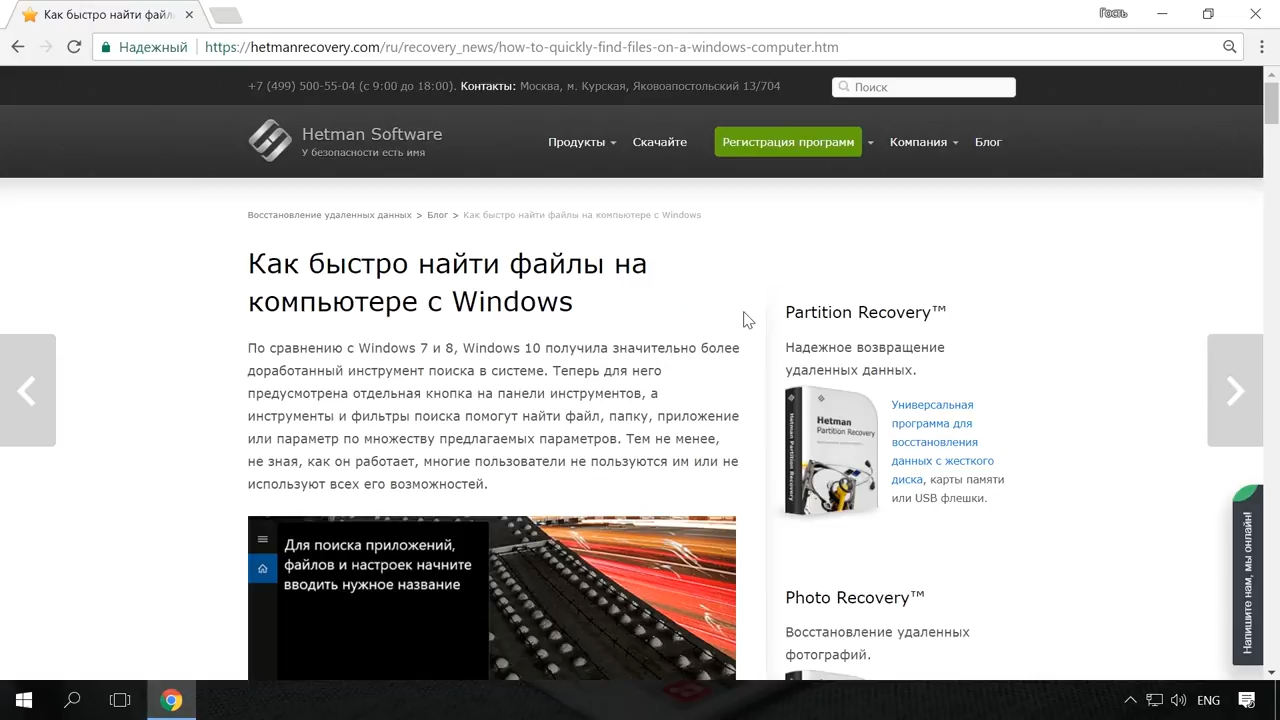 Как быстро найти файл
Гость
Надежный
https://hetmanrecovery.com/ru/recovery_news/how-to-quickly-find-files-on-a-windows-computer.htm
+7 (499) 500-55-04 (с 9:00 до 18:00). Контакты: Москва, м. Курская, Яковоапостольский 13/704
Поиск
Hetman Software
У безопасности есть имя
Продукты
Скачайте
Регистрация программ
Компания
Блог
Восстановление удаленных данных > Блог > Как быстро найти файлы на компьютере с Windows
Как быстро найти файлы на
компьютере с Windows
По сравнению с Windows 7 и 8, Windows 10 получила значительно более
доработанный инструмент поиска в системе. Теперь для него
предусмотрена отдельная кнопка на панели инструментов, а
инструменты и фильтры поиска помогут найти файл, папку, приложение
или параметр по множеству предлагаемых параметров. Тем не менее,
не зная, как он работает, многие пользователи не пользуются им или не
используют всех его возможностей.
Для поиска приложений,
файлов и настроек начните
вводить нужное название
Partition Recovery™
Надежное возвращение
удаленных данных.
Hetman
Partition Recovery
Hetman Partition Recovery
Универсальная
программа для
восстановления
данных с жесткого
диска, карты памяти
или USB флешки.
Photo Recovery™
Восстановление удаленных
фотографий.
Напишите нам, мы онлайн!
ENG